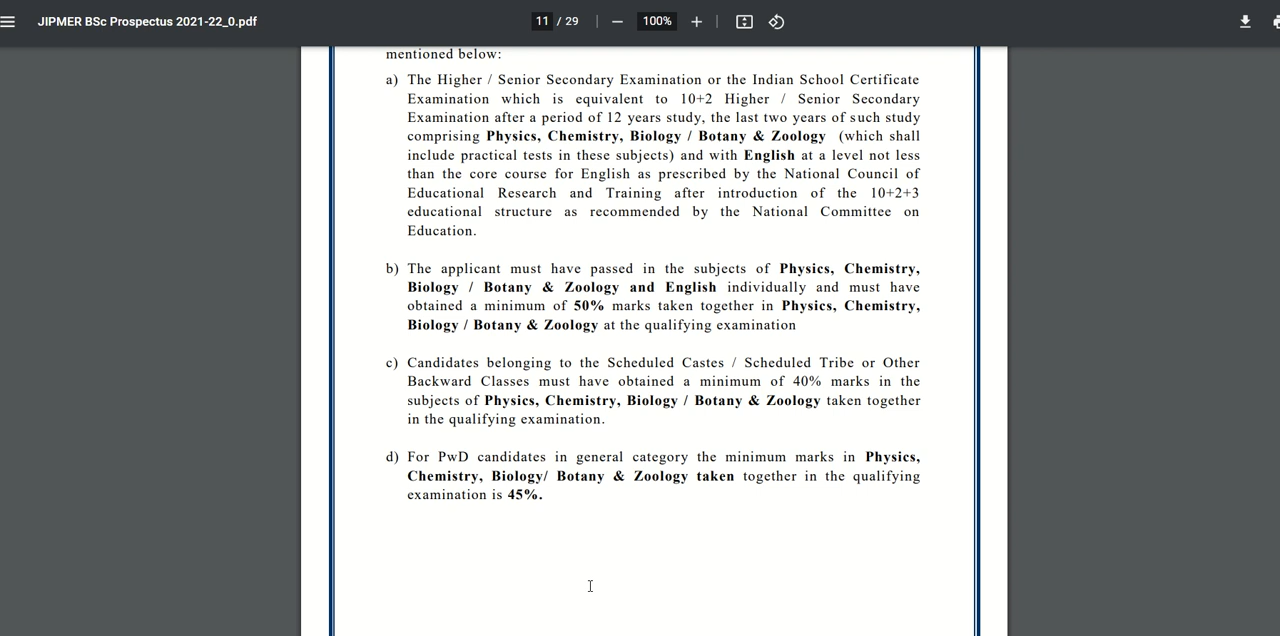 JIPMER BSc Prospectus 2021-22_0.pdf
11 / 29
100%
mentioned below:
a) The Higher / Senior Secondary Examination or the Indian School Certificate
Examination which is equivalent to 10+2 Higher / Senior Secondary
Examination after a period of 12 years study, the last two years of such study
comprising Physics, Chemistry, Biology / Botany & Zoology (which shall
include practical tests in these subjects) and with English at a level not less
than the core course for English as prescribed by the National Council of
Educational Research and Training after introduction of the 10+2+3
educational structure as recommended by the National Committee on
Education.
b) The applicant must have passed in the subjects of Physics, Chemistry,
Biology / Botany & Zoology and English individually and must have
obtained a minimum of 50% marks taken together in Physics, Chemistry,
Biology / Botany & Zoology at the qualifying examination
c) Candidates belonging to the Scheduled Castes / Scheduled Tribe or Other
Backward Classes must have obtained a minimum of 40% marks in the
subjects of Physics, Chemistry, Biology / Botany & Zoology taken together
in the qualifying examination.
d) For PwD candidates in general category the minimum marks in Physics,
Chemistry, Biology/ Botany & Zoology taken together in the qualifying
examination is 45%.